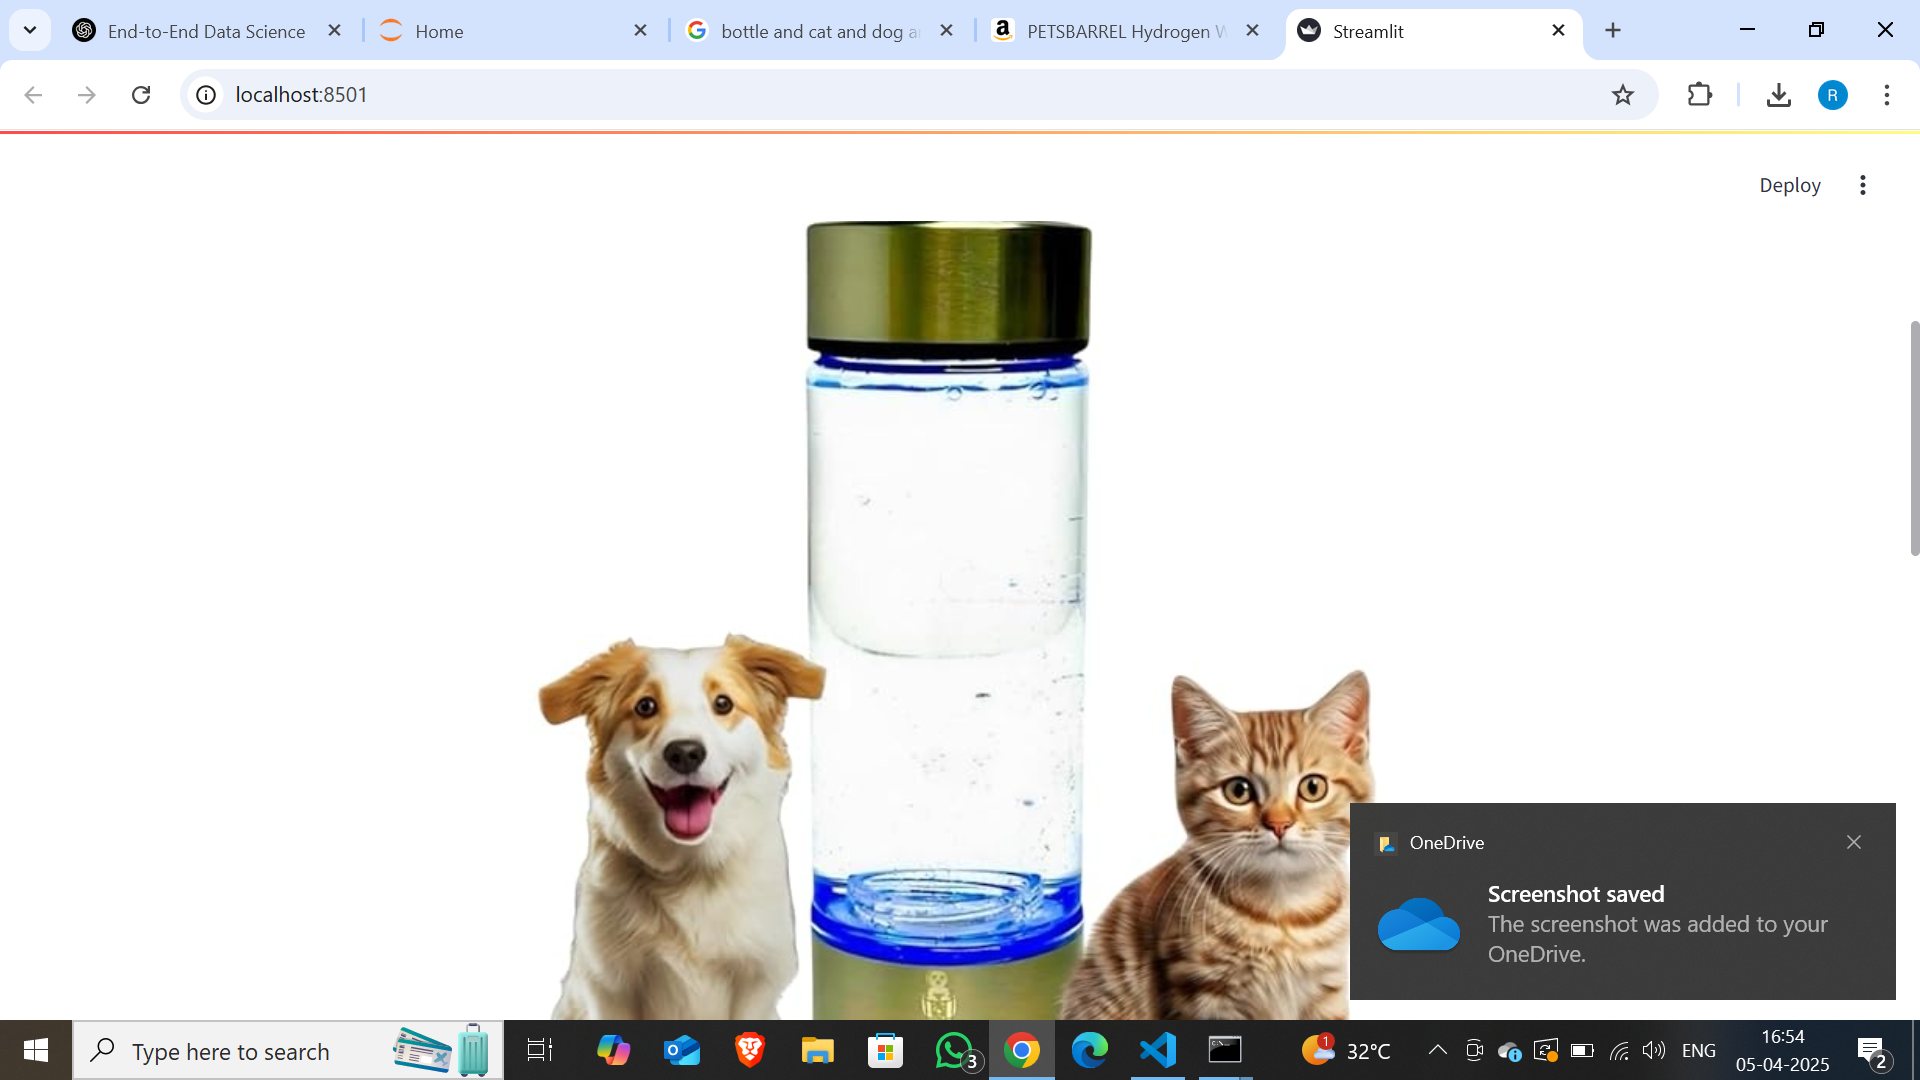 End-to-End Data Science
Home
bottle and cat and dog a
PETSBARREL Hydrogen W
Streamlit
localhost:8501
R
Deploy
OneDrive
Screenshot saved
The screenshot was added to your
OneDrive.
Type here to search
3
1
32°C
ENG
16:54
05-04-2025
2